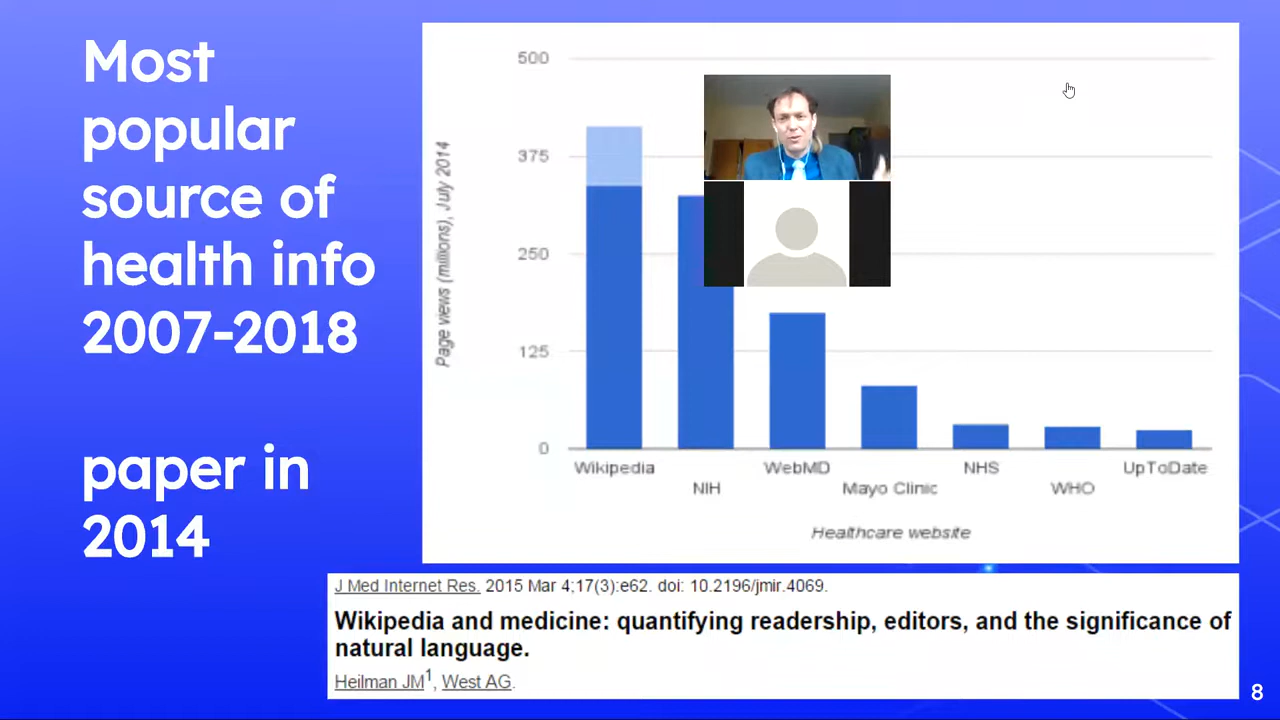 Most
popular
source of
health info
2007-2018
paper in
2014
Page views (millions), July 2014
500
375
250
125
0
Wikipedia
NIH
WebMD
Mayo Clinic
NHS
WHO
UpToDate
Healthcare website
J Med Internet Res. 2015 Mar 4;17(3):e62. doi: 10.2196/jmir.4069.
Wikipedia and medicine: quantifying readership, editors, and the significance of
natural language.
Heilman JM1, West AG.
8